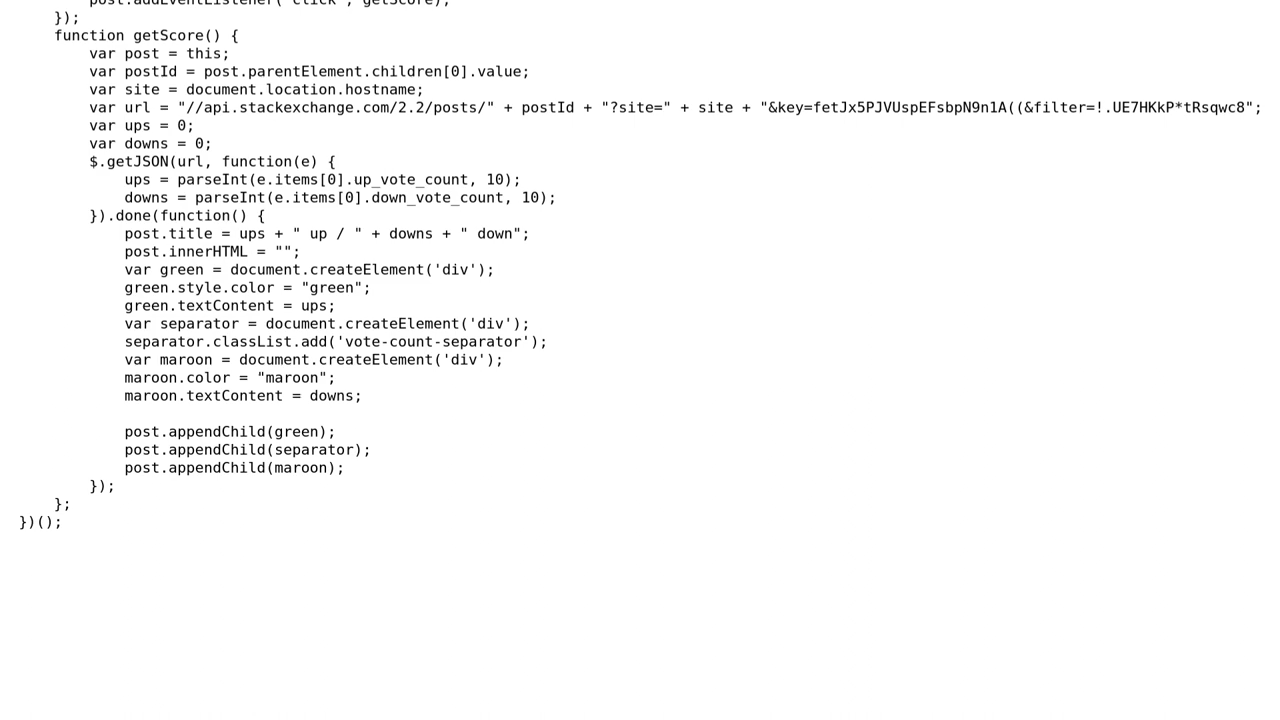 post.addEventListener("click", getScore);
    });
    function getScore() {
        var post = this;
        var postId = post.parentElement.children[0].value;
        var site = document.location.hostname;
        var url = "//api.stackexchange.com/2.2/posts/" + postId + "?site=" + site + "&key=fetJx5PJVUspEFsbpN9n1A((&filter=!.UE7HKkP*tRsqwc8";
        var ups = 0;
        var downs = 0;
        $.getJSON(url, function(e) {
            ups = parseInt(e.items[0].up_vote_count, 10);
            downs = parseInt(e.items[0].down_vote_count, 10);
        }).done(function() {
            post.title = ups + " up / " + downs + " down";
            post.innerHTML = "";
            var green = document.createElement('div');
            green.style.color = "green";
            green.textContent = ups;
            var separator = document.createElement('div');
            separator.classList.add('vote-count-separator');
            var maroon = document.createElement('div');
            maroon.color = "maroon";
            maroon.textContent = downs;

            post.appendChild(green);
            post.appendChild(separator);
            post.appendChild(maroon);
        });
    };
})();